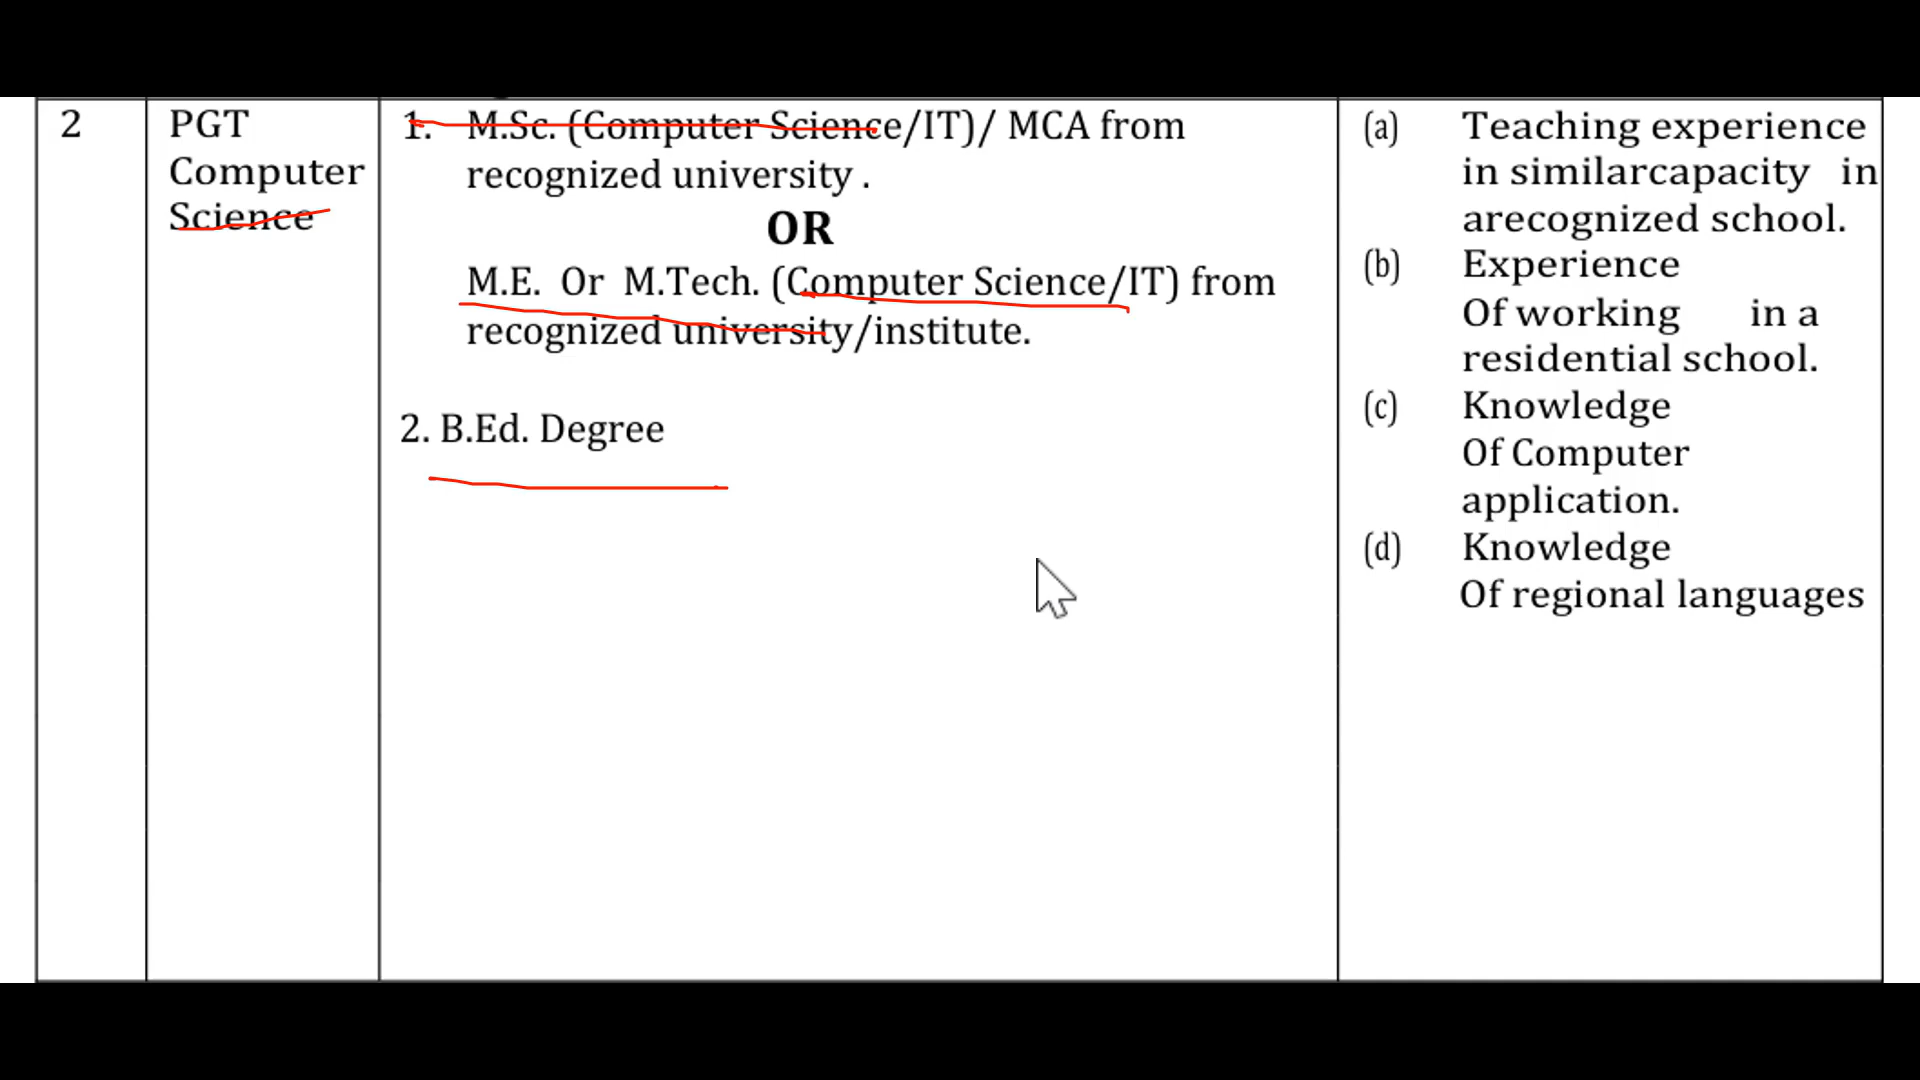 2
PGT
Computer
Science
1. M.Sc. (Computer Science/IT)/ MCA from
recognized university .
OR
M.E. Or M.Tech. (Computer Science/IT) from
recognized university/institute.
2. B.Ed. Degree
(a) Teaching experience
in similarcapacity in
arecognized school.
(b) Experience
Of working in a
residential school.
(c) Knowledge
Of Computer
application.
(d) Knowledge
Of regional languages